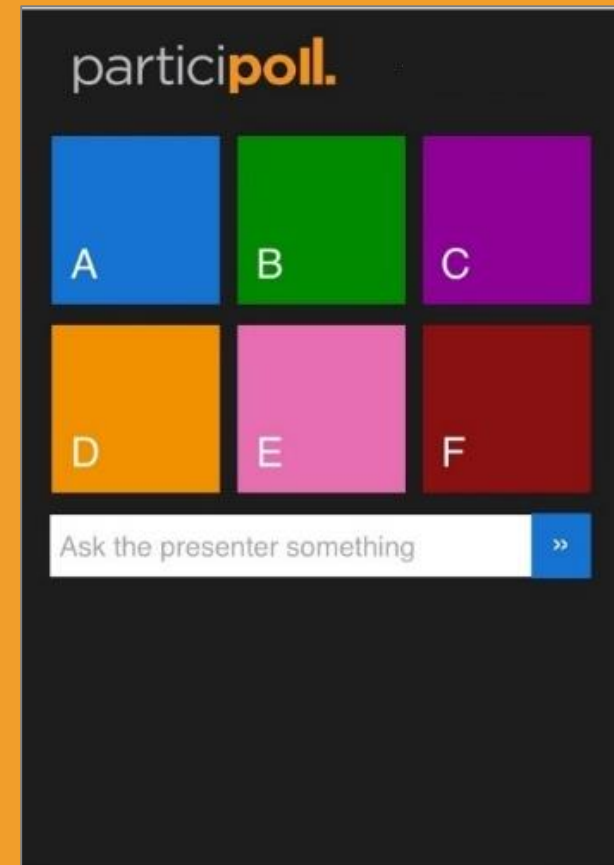 participoll.
A
B
C
D
E
F
Ask the presenter something
»